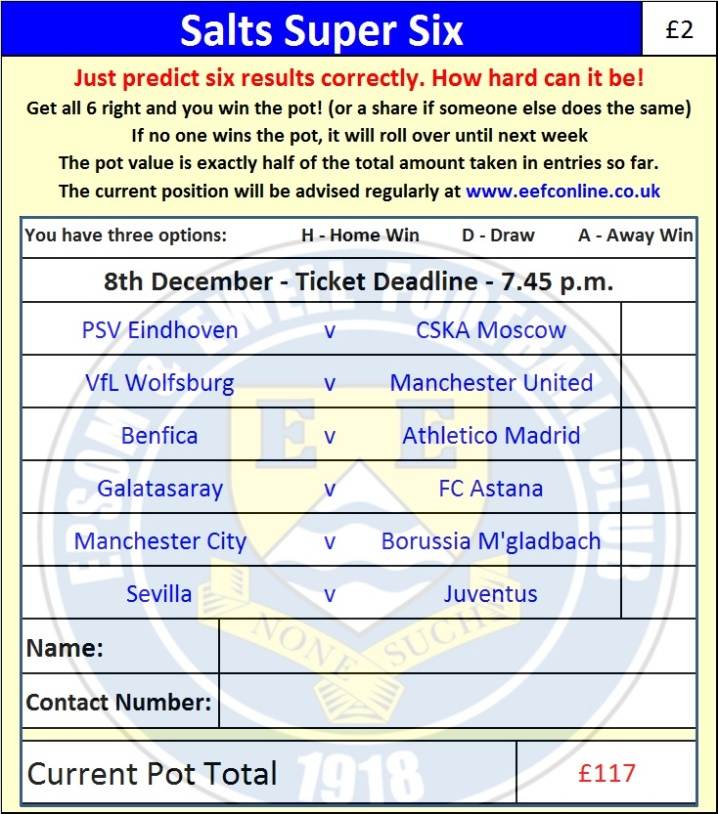 Salts Super Six £2
Just predict six results correctly. How hard can it be!
Get all 6 right and you win the pot! (or a share if someone else does the same)
If no one wins the pot, it will roll over until next week
The pot value is exactly half of the total amount taken in entries so far.
The current position will be advised regularly at www.eefconline.co.uk
You have three options: H - Home Win D - Draw A - Away Win
8th December - Ticket Deadline - 7.45 p.m.
PSV Eindhoven v CSKA Moscow
VfL Wolfsburg v Manchester United
Benfica v Athletico Madrid
Galatasaray v FC Astana
Manchester City v Borussia M'gladbach
Sevilla v Juventus
Name:
Contact Number:
Current Pot Total £117
EPSOM & EWELL FOOTBALL CLUB
E E
NONE SUCH
1918